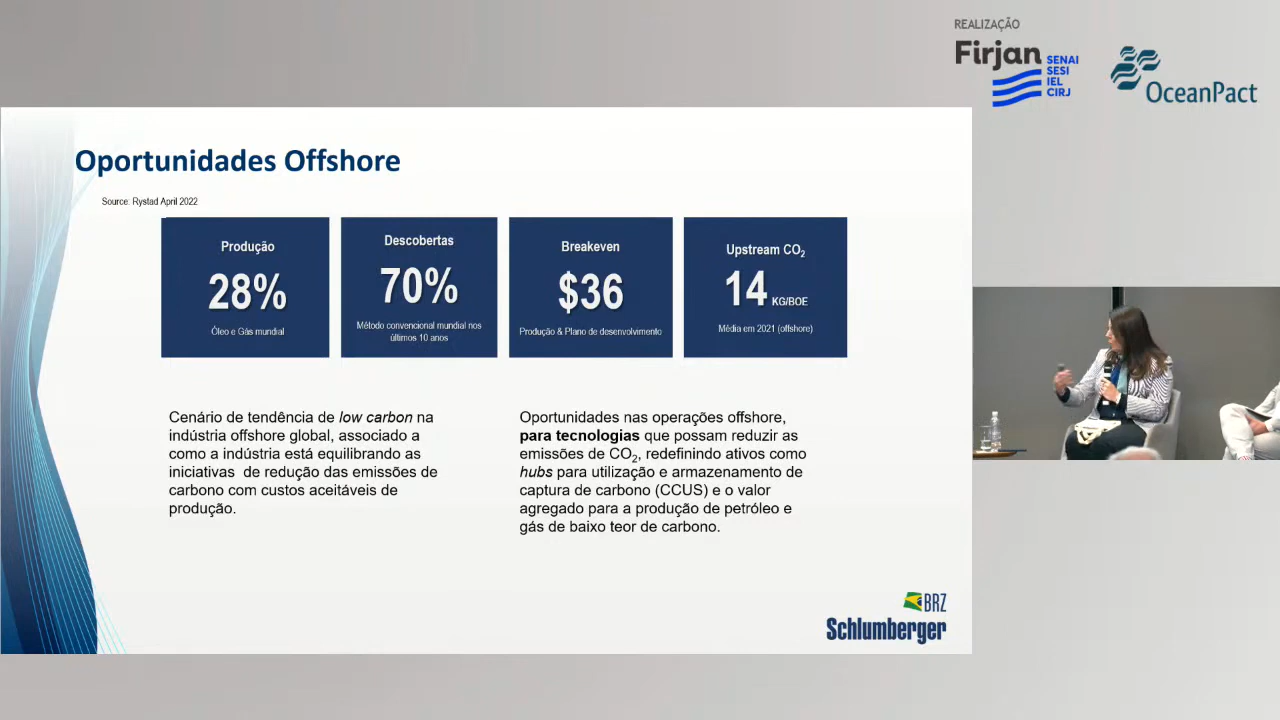 REALIZAÇÃO
Firjan
SENAI
SESI
IEL
CIRJ
OceanPact
Oportunidades Offshore
Source: Rystad April 2022
Produção
28%
Óleo e Gás mundial
Descobertas
70%
Método convencional mundial nos
últimos 10 anos
Breakeven
$36
Produção & Plano de desenvolvimento
Upstream CO₂
14 KG/BOE
Média em 2021 (offshore)
Cenário de tendência de low carbon na
indústria offshore global, associado a
como a indústria está equilibrando as
iniciativas de redução das emissões de
carbono com custos aceitáveis de
produção.
Oportunidades nas operações offshore,
para tecnologias que possam reduzir as
emissões de CO₂, redefinindo ativos como
hubs para utilização e armazenamento de
captura de carbono (CCUS) e o valor
agregado para a produção de petróleo e
gás de baixo teor de carbono.
BRZ
Schlumberger